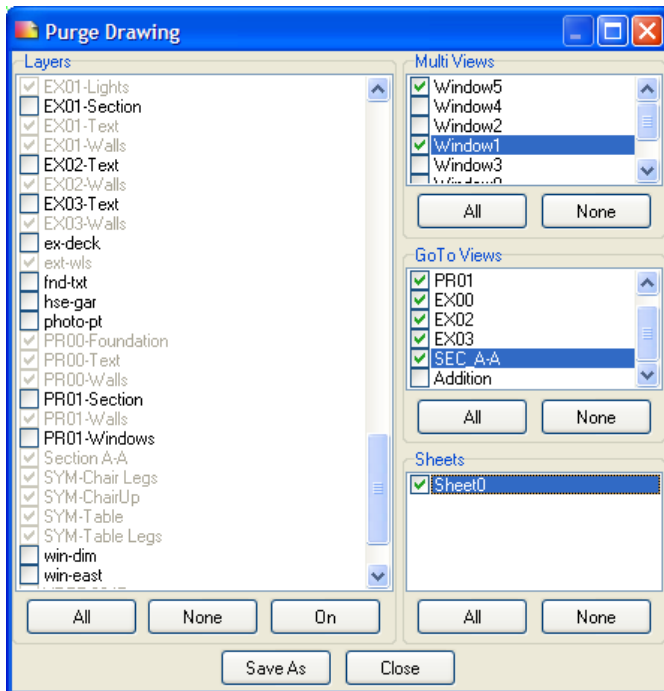 Purge Drawing
Layers
EX01-Lights
EX01-Section
EX01-Text
EX01-Walls
EX02-Text
EX02-Walls
EX03-Text
EX03-Walls
ex-deck
ext-wls
fnd-txt
hse-gar
photo-pt
PR00-Foundation
PR00-Text
PR00-Walls
PR01-Section
PR01-Walls
PR01-Windows
Section A-A
SYM-Chair Legs
SYM-ChairUp
SYM-Table
SYM-Table Legs
win-dim
win-east
All None On
Multi Views
Window5
Window4
Window2
Window1
Window3
All None
GoTo Views
PR01
EX00
EX02
EX03
SEC_A-A
Addition
All None
Sheets
Sheet0
All None
Save As Close